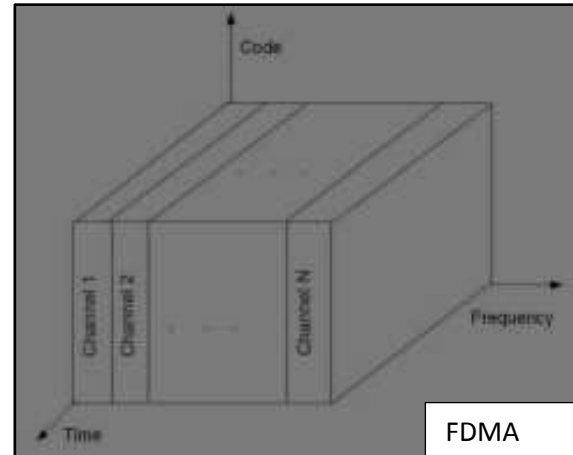 Code
Channel 1
Channel 2
Channel N
Frequency
Time
FDMA